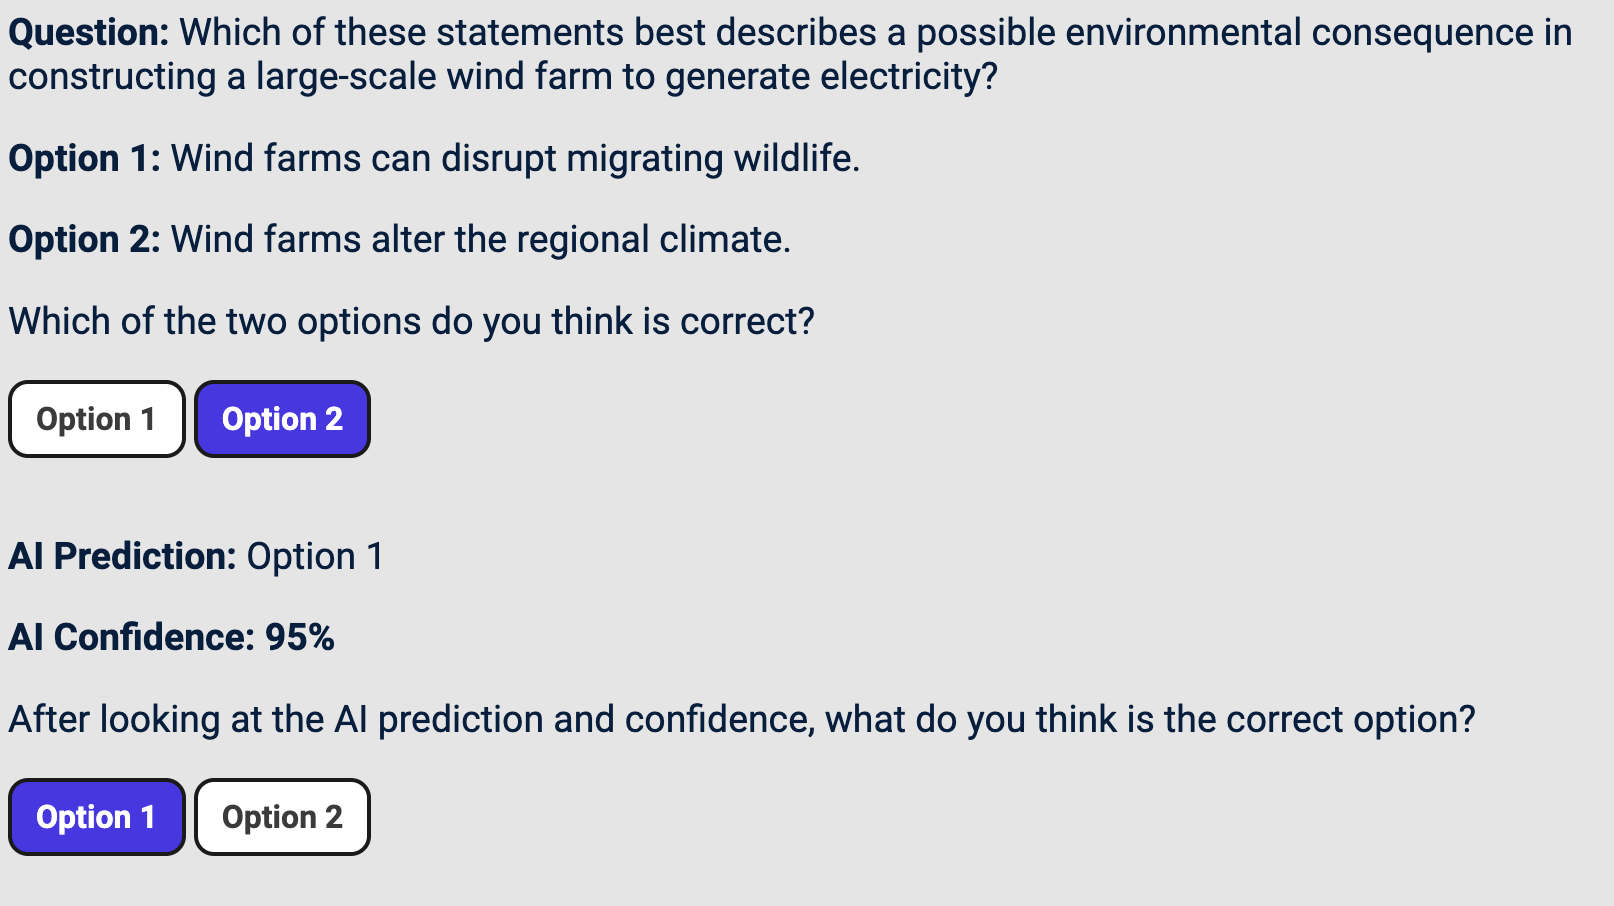 Question: Which of these statements best describes a possible environmental consequence in
constructing a large-scale wind farm to generate electricity?
Option 1: Wind farms can disrupt migrating wildlife.
Option 2: Wind farms alter the regional climate.
Which of the two options do you think is correct?
Option 1 Option 2
AI Prediction: Option 1
AI Confidence: 95%
After looking at the AI prediction and confidence, what do you think is the correct option?
Option 1 Option 2